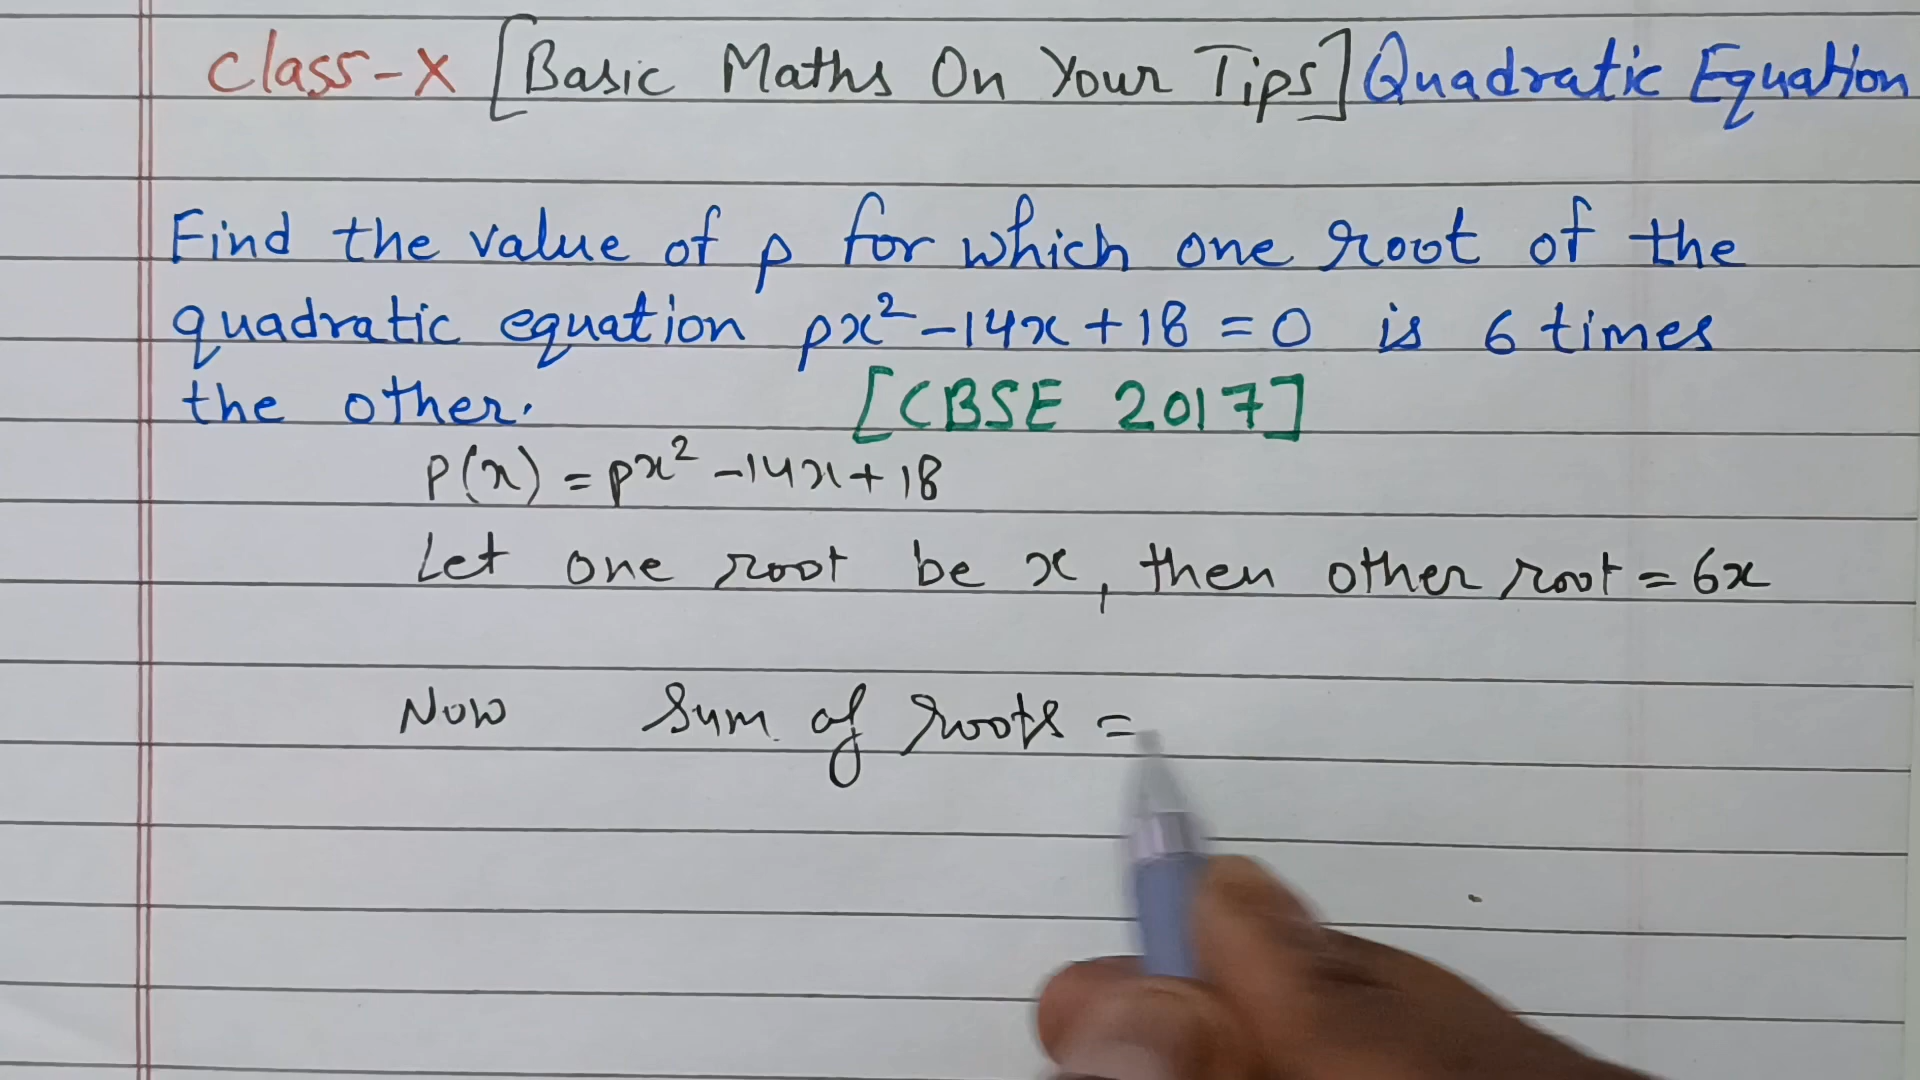 Class-X [Basic Maths On Your Tips] Quadratic Equation
Find the value of p for which one root of the
quadratic equation px²-14x+18=0 is 6 times
the other. [CBSE 2017]
P(x) = px² -14x+18
Let one root be x, then other root = 6x
Now Sum of roots =